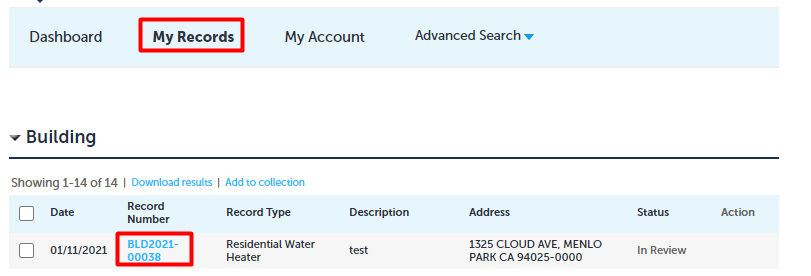 Dashboard My Records My Account Advanced Search
Building
Showing 1-14 of 14 | Download results | Add to collection
Date Record Number Record Type Description Address Status Action
01/11/2021 BLD2021-00038 Residential Water Heater test 1325 CLOUD AVE, MENLO PARK CA 94025-0000 In Review